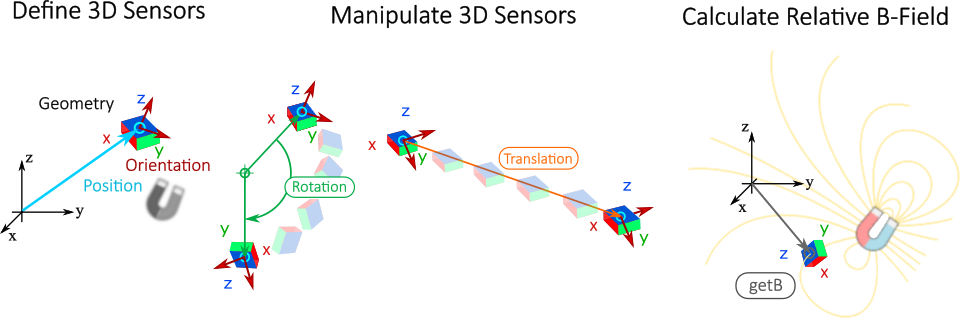 Define 3D Sensors
Manipulate 3D Sensors
Calculate Relative B-Field
Geometry
z
x
y
Orientation
Position
z
y
x
z
x
y
Rotation
y
x
z
z
x
y
Translation
z
x
y
z
y
x
y
z
x
getB